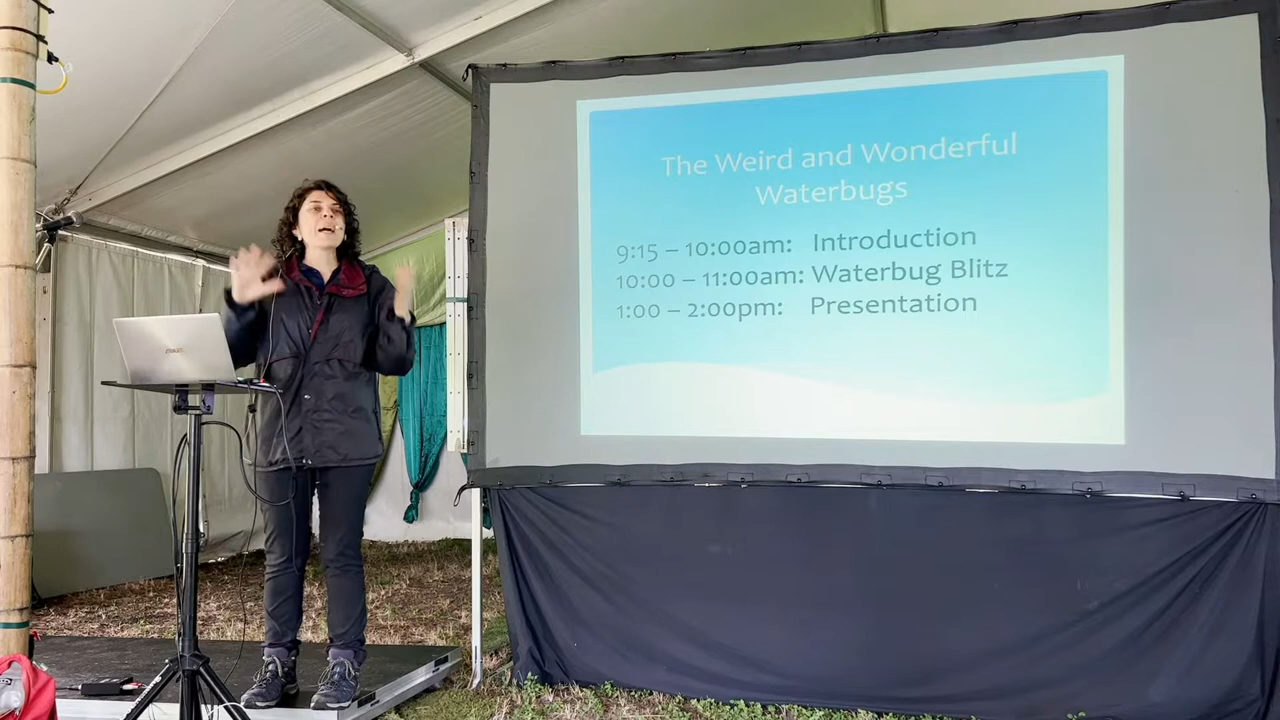 The Weird and Wonderful
Waterbugs
9:15 – 10:00am: Introduction
10:00 – 11:00am: Waterbug Blitz
1:00 – 2:00pm: Presentation
ASUS